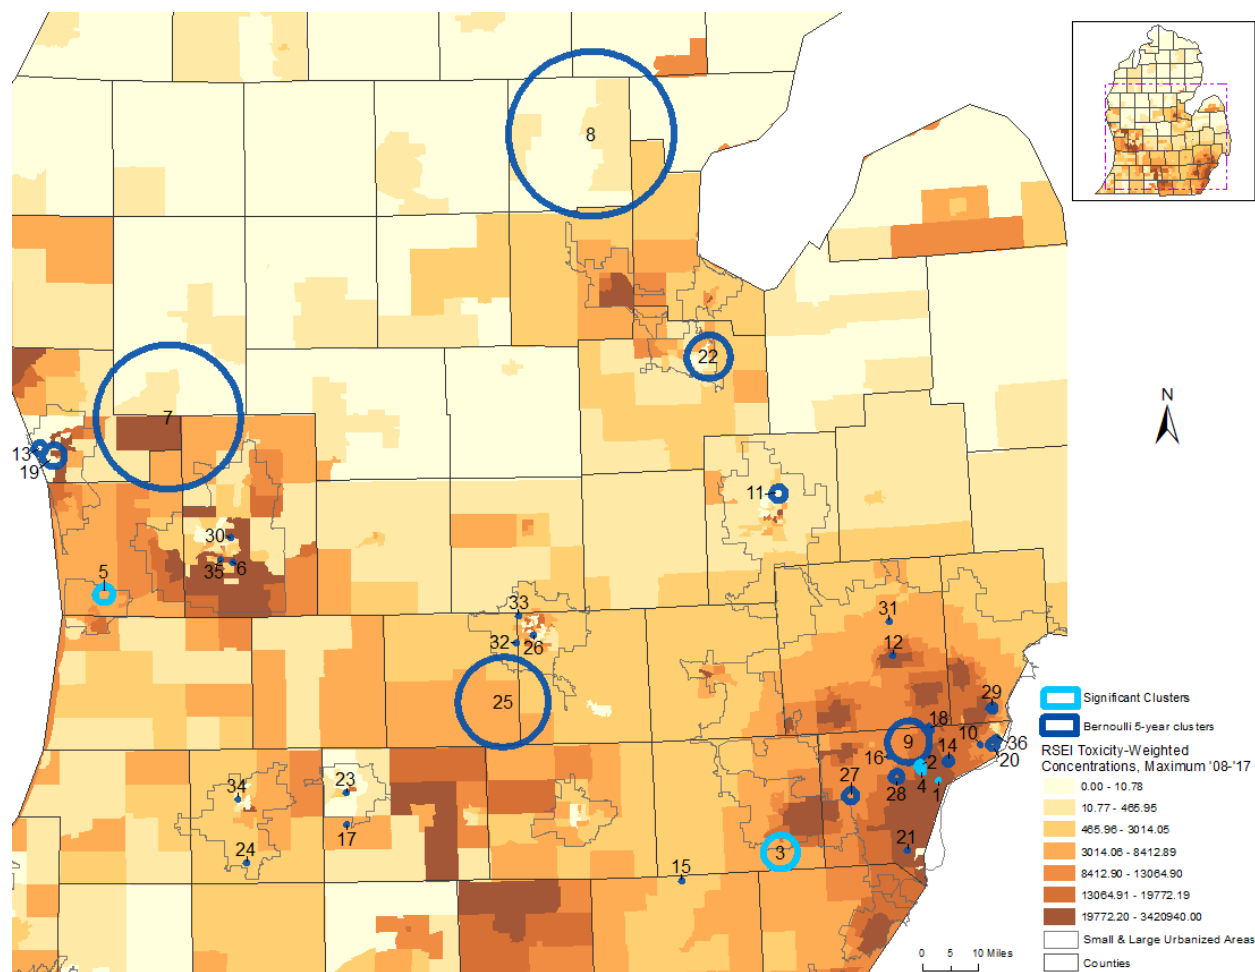 8
7
22
N
13
19
11
30
35
6
5
33
32
26
31
12
25
29
18
9
10
36
16
2
14
20
23
34
27
28
4
1
17
24
3
21
15
Significant Clusters
Bernoulli 5-year clusters
RSEI Toxicity-Weighted
Concentrations, Maximum '08-'17
0.00 - 10.78
10.77 - 465.95
465.96 - 3014.05
3014.06 - 8412.89
8412.90 - 13064.90
13064.91 - 19772.19
19772.20 - 3420940.00
Small & Large Urbanized Areas
Counties
0 5 10 Miles